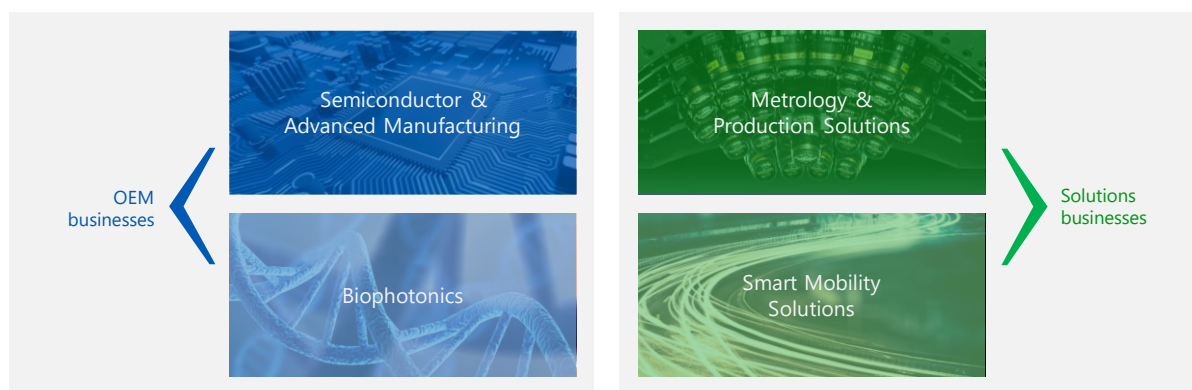 OEM
businesses
Semiconductor &
Advanced Manufacturing
Biophotonics
Metrology &
Production Solutions
Smart Mobility
Solutions
Solutions
businesses